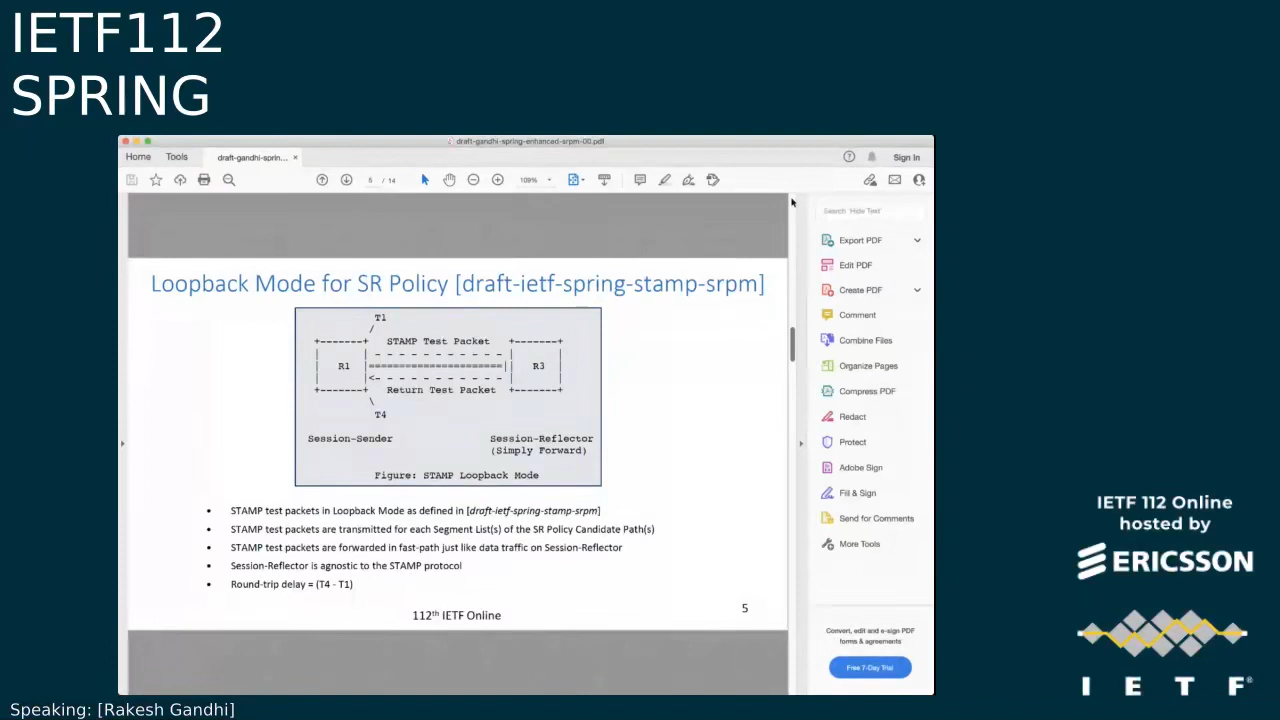 IETF112
SPRING
draft-gandhi-spring-enhanced-srpm-00.pdf
Home Tools draft-gandhi-sprin... × Sign In
5 / 14 109%
Search 'Hide Text'
Export PDF
Edit PDF
Create PDF
Comment
Combine Files
Organize Pages
Compress PDF
Redact
Protect
Adobe Sign
Fill & Sign
Send for Comments
More Tools
Convert, edit and e-sign PDF
forms & agreements
Free 7-Day Trial
Loopback Mode for SR Policy [draft-ietf-spring-stamp-srpm]
T1
/
+-------+ STAMP Test Packet +-------+
| | - - - - - - - - - - - | |
| R1 |=====================|| R3 |
| |<- - - - - - - - - - - | |
+-------+ Return Test Packet +-------+
\
T4
Session-Sender Session-Reflector
(Simply Forward)
Figure: STAMP Loopback Mode
• STAMP test packets in Loopback Mode as defined in [draft-ietf-spring-stamp-srpm]
• STAMP test packets are transmitted for each Segment List(s) of the SR Policy Candidate Path(s)
• STAMP test packets are forwarded in fast-path just like data traffic on Session-Reflector
• Session-Reflector is agnostic to the STAMP protocol
• Round-trip delay = (T4 - T1)
112th IETF Online 5
IETF 112 Online
hosted by
ERICSSON
I E T F®
Speaking: [Rakesh Gandhi]